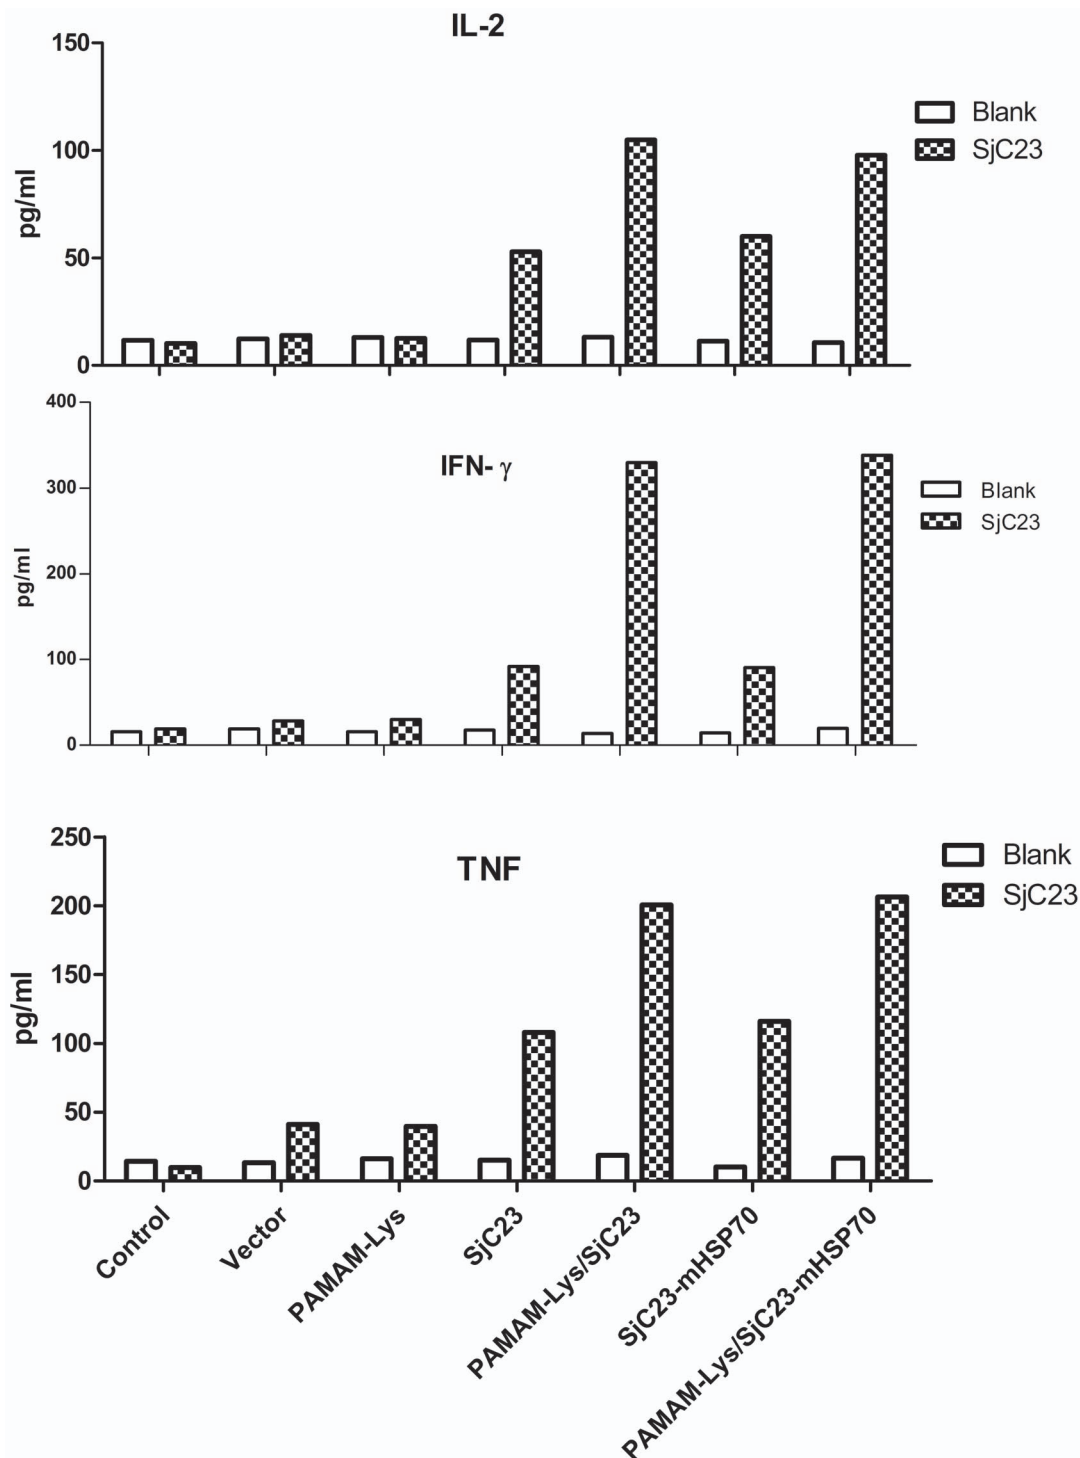 IL-2
150
100
50
0
pg/ml
Blank
SjC23
400
300
200
100
0
pg/ml
IFN- γ
Blank
SjC23
250
200
150
100
50
0
pg/ml
TNF
Blank
SjC23
Control
Vector
PAMAM-Lys
SjC23
PAMAM-Lys/SjC23
SjC23-mHSP70
PAMAM-Lys/SjC23-mHSP70